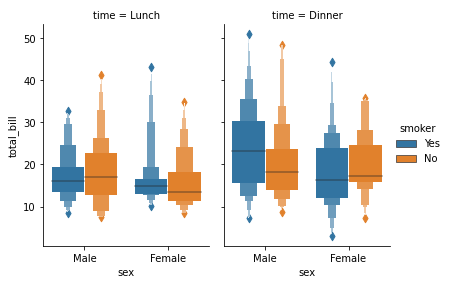 time = Lunch
time = Dinner
total_bill
50
40
30
20
10
Male
Female
Male
Female
sex
sex
smoker
Yes
No